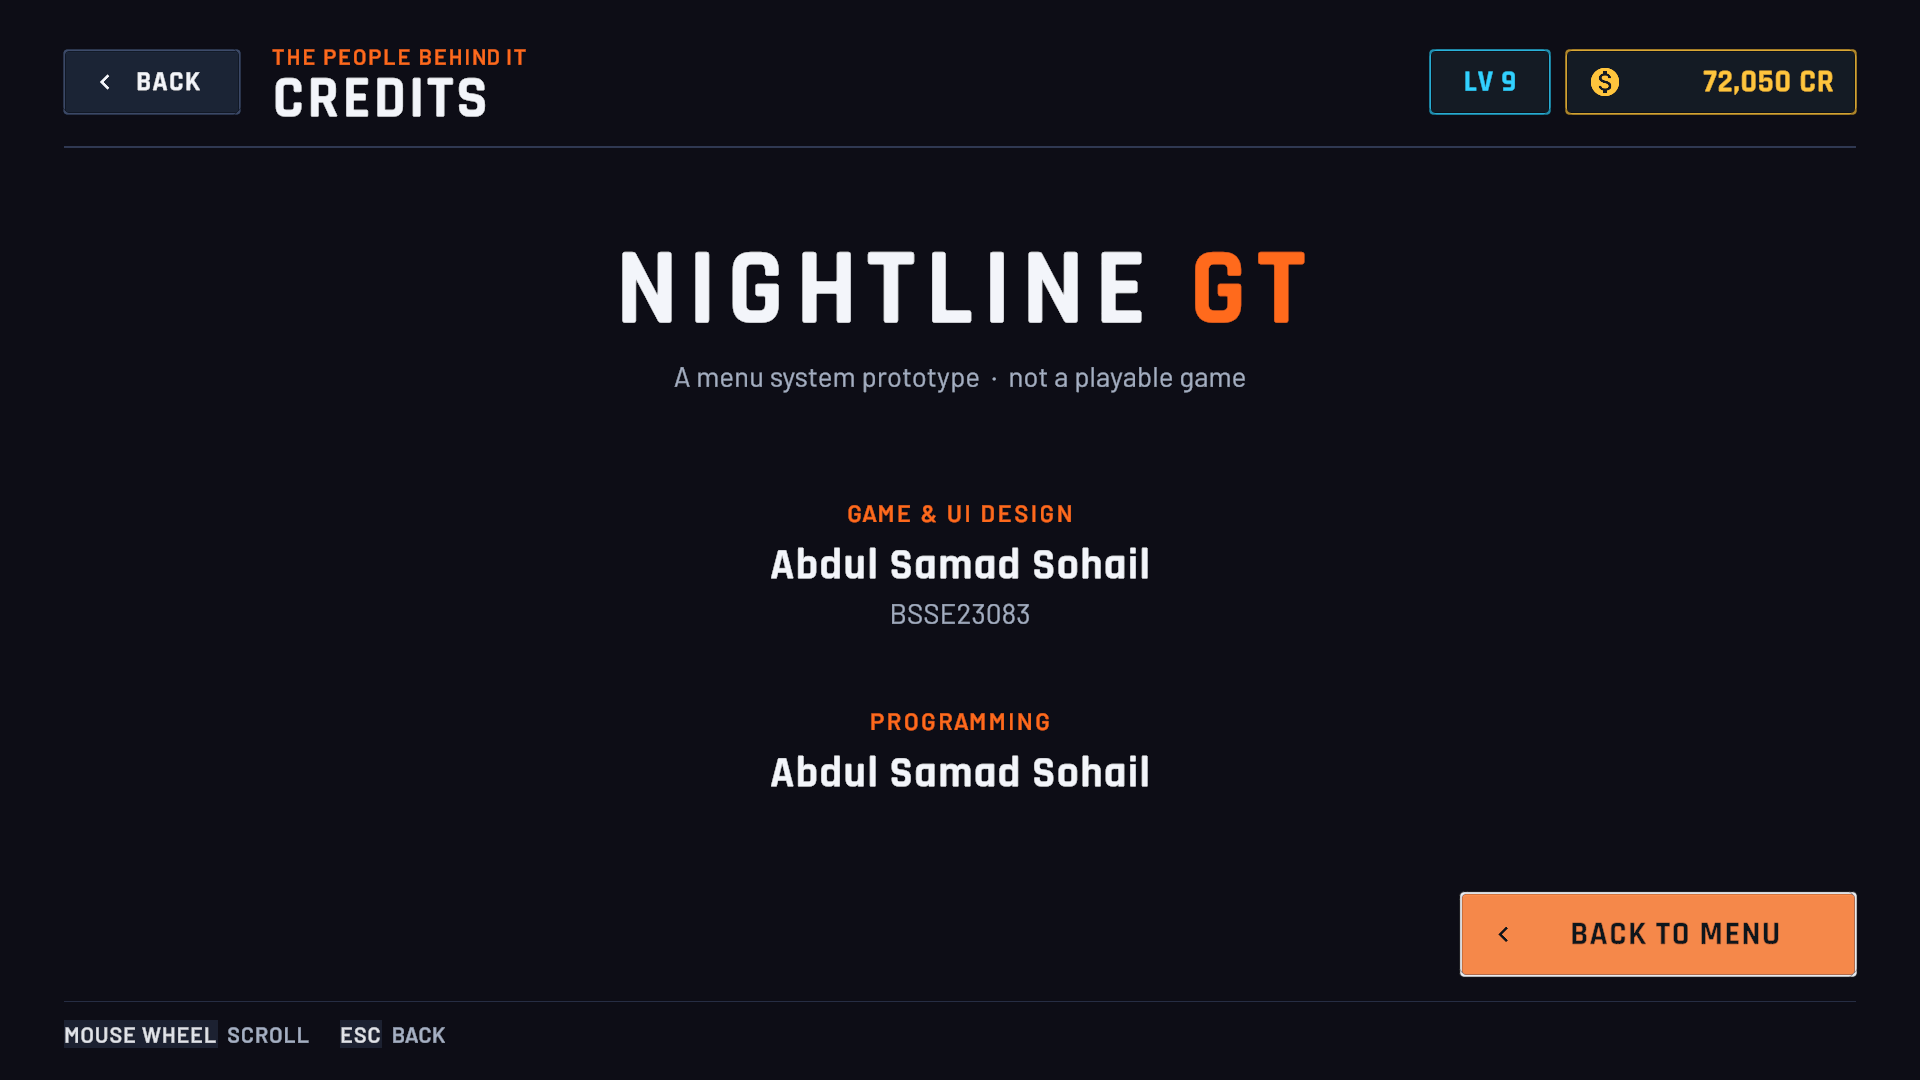 BACK
THE PEOPLE BEHIND IT
CREDITS
LV 9
$ 72,050 CR
NIGHTLINE GT
A menu system prototype · not a playable game
GAME & UI DESIGN
Abdul Samad Sohail
BSSE23083
PROGRAMMING
Abdul Samad Sohail
BACK TO MENU
MOUSE WHEEL SCROLL ESC BACK